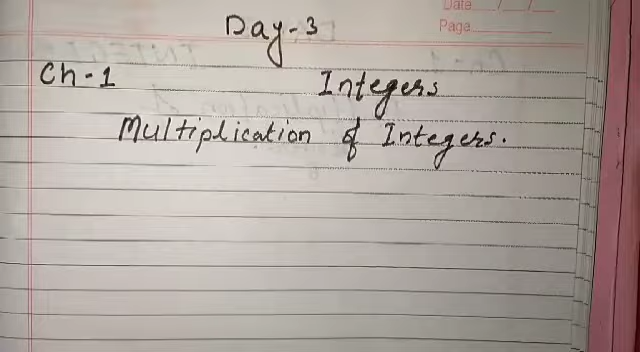 Date / /
Page
Day-3
Ch-1 Integers
Multiplication of Integers.